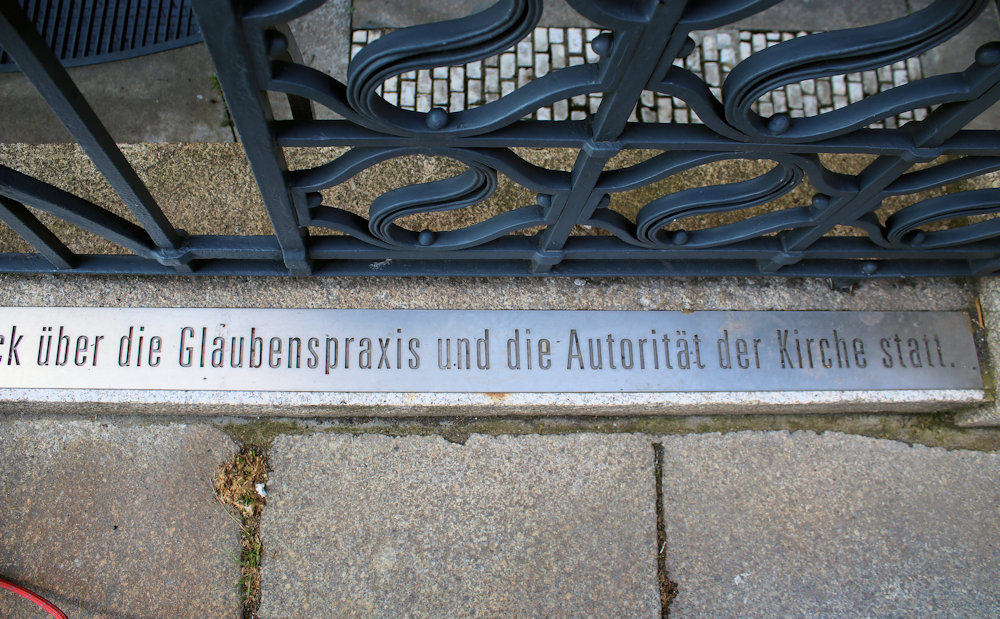 ck über die Glaubenspraxis und die Autorität der Kirche statt.